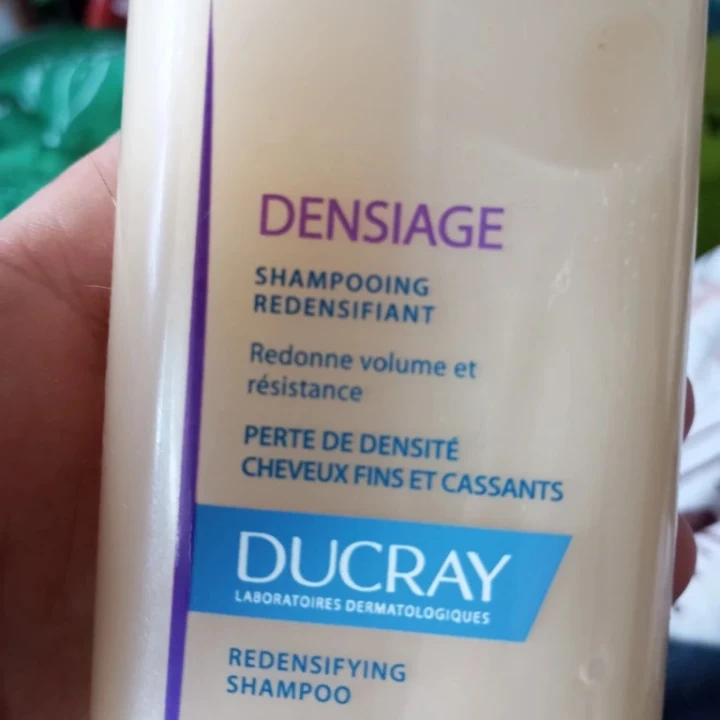 DENSIAGE
SHAMPOOING
REDENSIFIANT
Redonne volume et
résistance
PERTE DE DENSITÉ
CHEVEUX FINS ET CASSANTS
DUCRAY
LABORATOIRES DERMATOLOGIQUES
REDENSIFYING
SHAMPOO